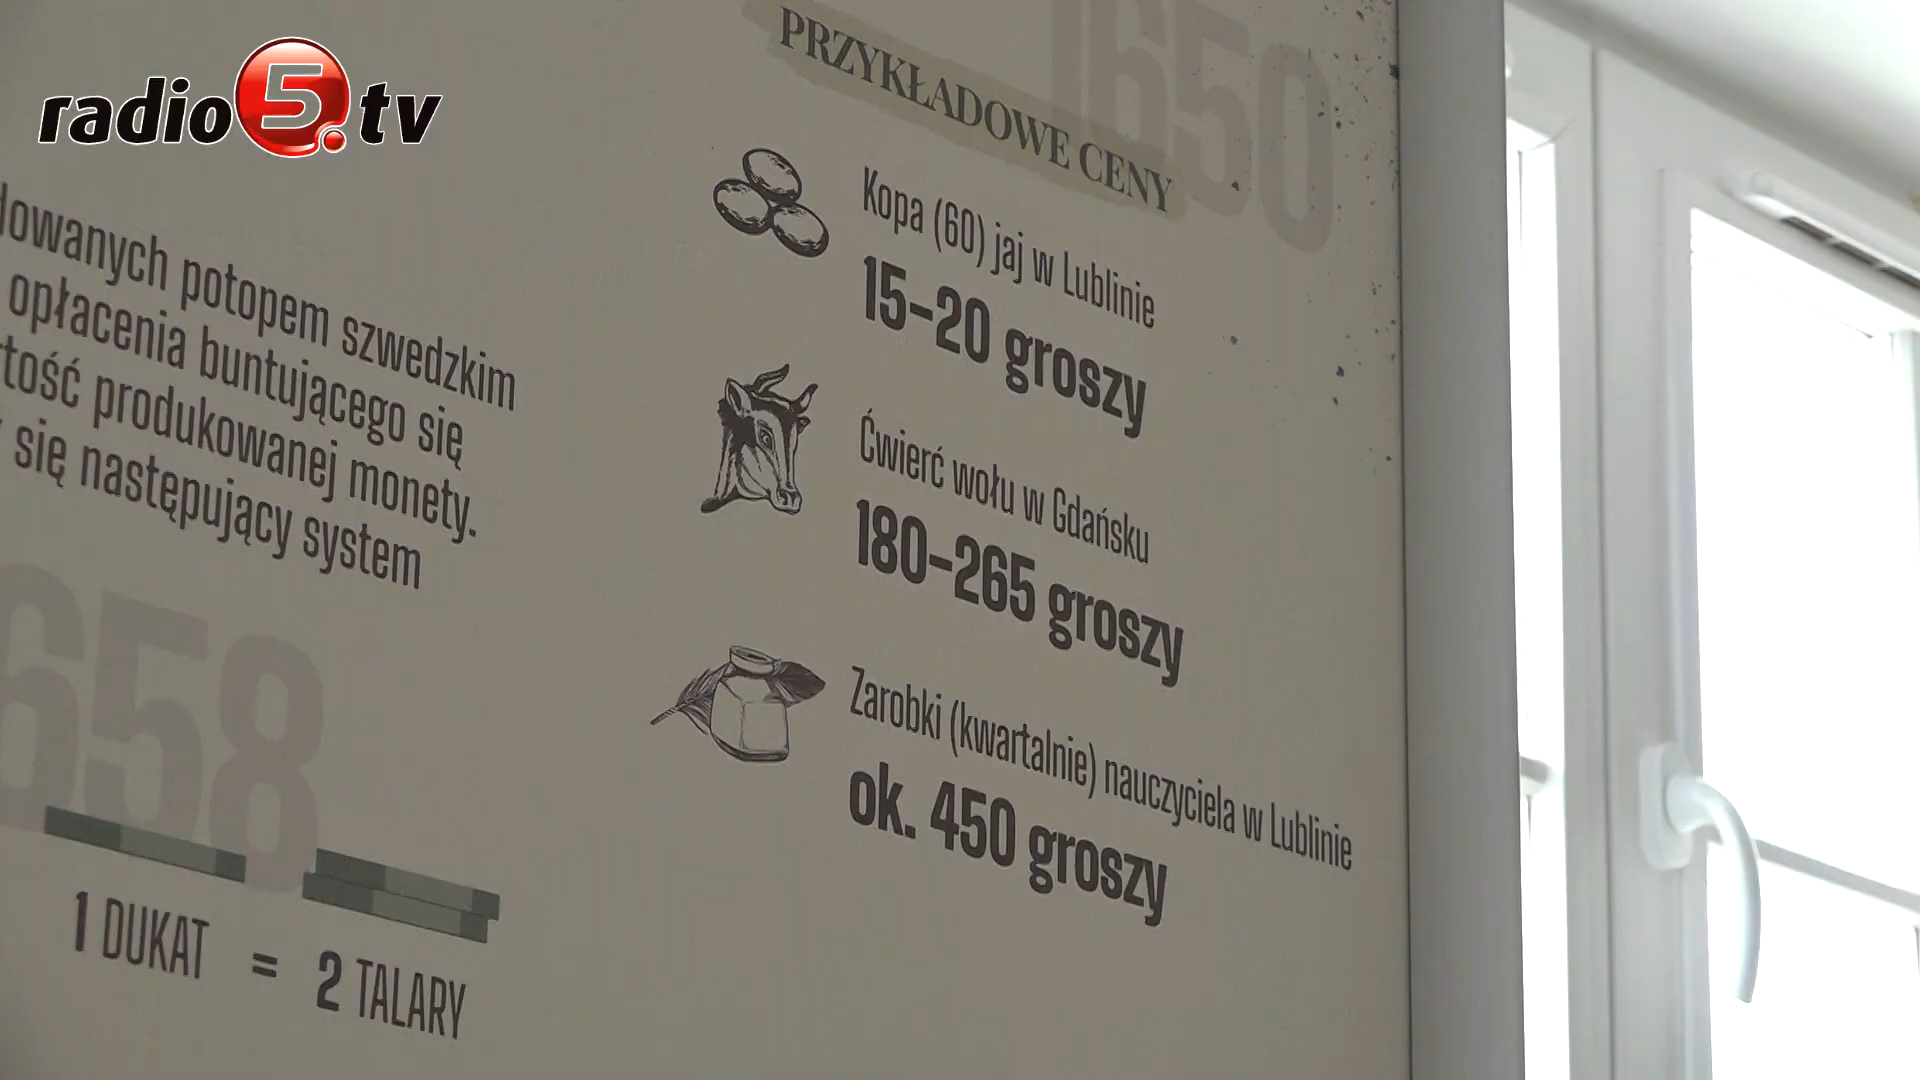 radio 5.tv
dowanych potopem szwedzkim
opłacenia buntującego się
tość produkowanej monety.
się następujący system
658
1 DUKAT = 2 TALARY
1650
PRZYKŁADOWE CENY
Kopa (60) jaj w Lublinie
15-20 groszy
Ćwierć wołu w Gdańsku
180-265 groszy
Zarobki (kwartalnie) nauczyciela w Lublinie
ok. 450 groszy